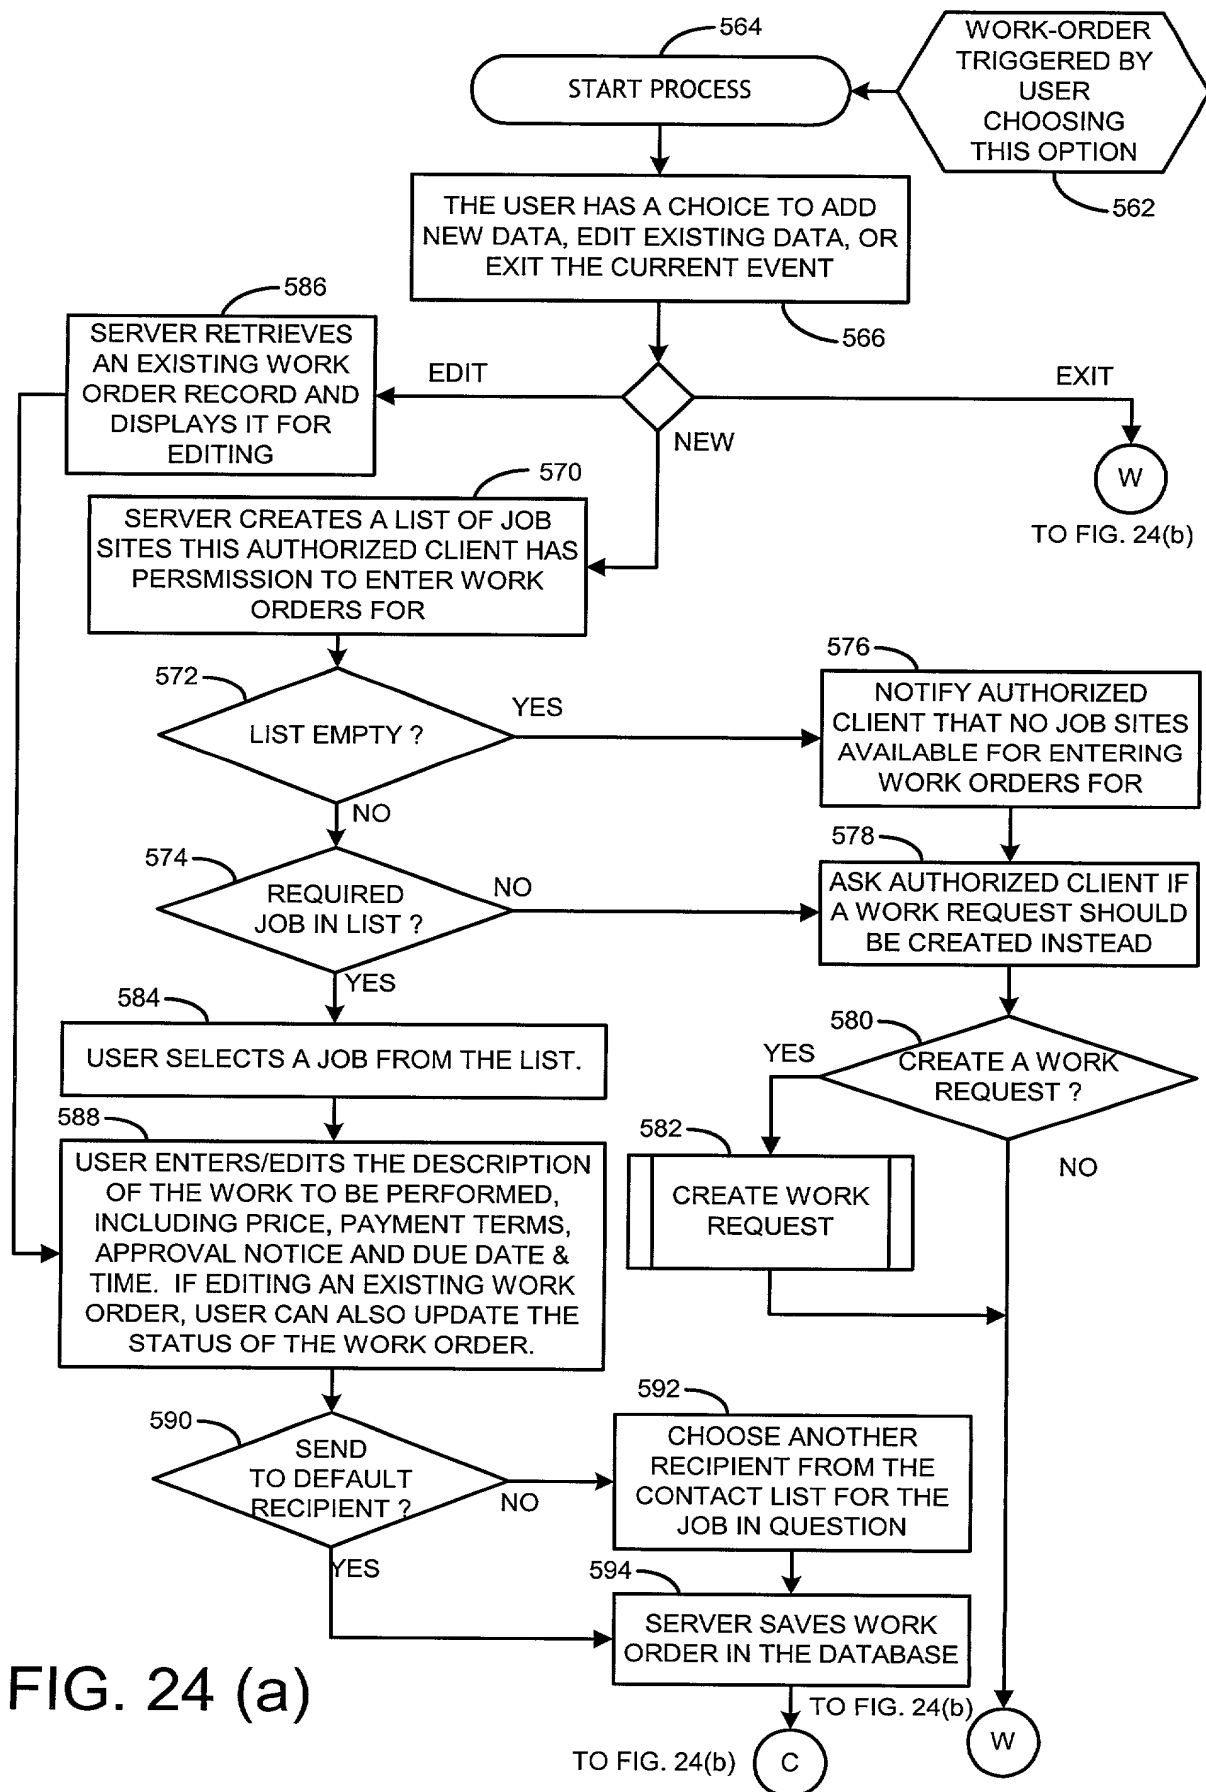 564
START PROCESS
WORK-ORDER
TRIGGERED BY
USER
CHOOSING
THIS OPTION
562
THE USER HAS A CHOICE TO ADD
NEW DATA, EDIT EXISTING DATA, OR
EXIT THE CURRENT EVENT
566
586
SERVER RETRIEVES
AN EXISTING WORK
ORDER RECORD AND
DISPLAYS IT FOR
EDITING
EDIT
EXIT
NEW
W
TO FIG. 24(b)
570
SERVER CREATES A LIST OF JOB
SITES THIS AUTHORIZED CLIENT HAS
PERSMISSION TO ENTER WORK
ORDERS FOR
572
LIST EMPTY ?
YES
NO
576
NOTIFY AUTHORIZED
CLIENT THAT NO JOB SITES
AVAILABLE FOR ENTERING
WORK ORDERS FOR
574
REQUIRED
JOB IN LIST ?
NO
YES
578
ASK AUTHORIZED CLIENT IF
A WORK REQUEST SHOULD
BE CREATED INSTEAD
584
USER SELECTS A JOB FROM THE LIST.
580
CREATE A WORK
REQUEST ?
YES
NO
582
CREATE WORK
REQUEST
588
USER ENTERS/EDITS THE DESCRIPTION
OF THE WORK TO BE PERFORMED,
INCLUDING PRICE, PAYMENT TERMS,
APPROVAL NOTICE AND DUE DATE &
TIME. IF EDITING AN EXISTING WORK
ORDER, USER CAN ALSO UPDATE THE
STATUS OF THE WORK ORDER.
590
SEND
TO DEFAULT
RECIPIENT ?
NO
YES
592
CHOOSE ANOTHER
RECIPIENT FROM THE
CONTACT LIST FOR THE
JOB IN QUESTION
594
SERVER SAVES WORK
ORDER IN THE DATABASE
FIG. 24 (a)
TO FIG. 24(b)
W
TO FIG. 24(b)
C